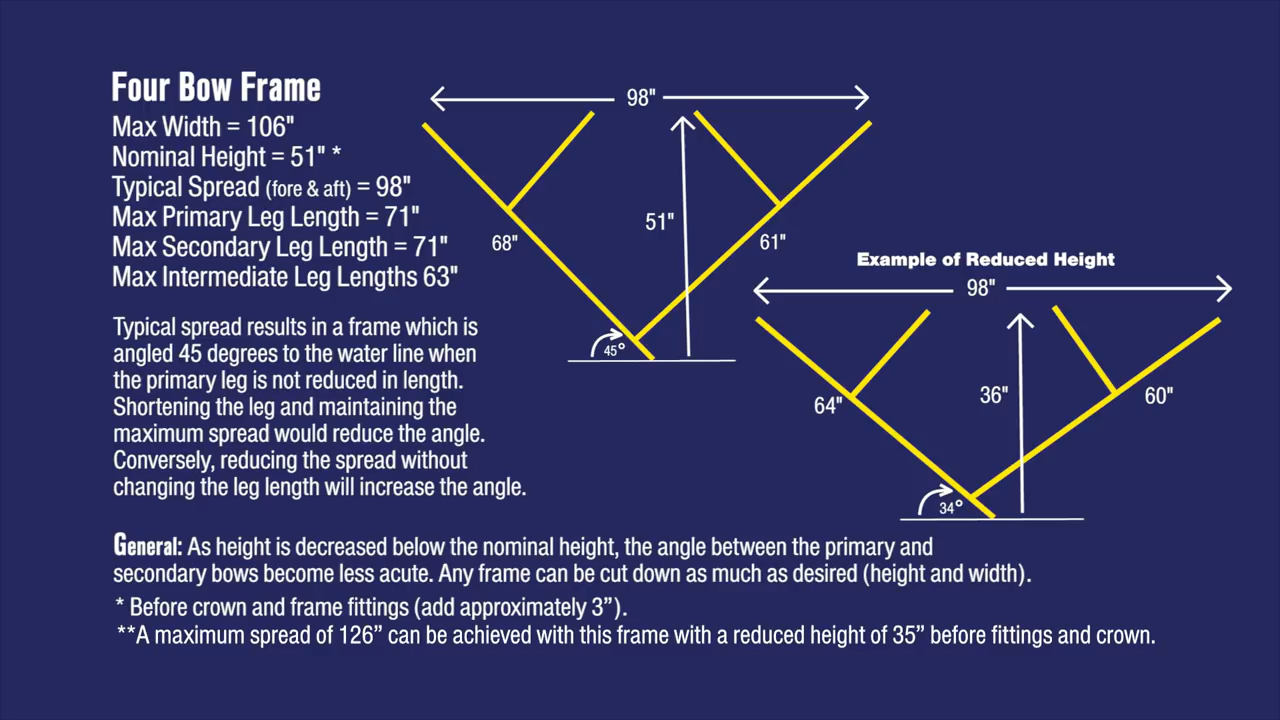 Four Bow Frame
Max Width = 106"
Nominal Height = 51" *
Typical Spread (fore & aft) = 98"
Max Primary Leg Length = 71"
Max Secondary Leg Length = 71"
Max Intermediate Leg Lengths 63"
Typical spread results in a frame which is
angled 45 degrees to the water line when
the primary leg is not reduced in length.
Shortening the leg and maintaining the
maximum spread would reduce the angle.
Conversely, reducing the spread without
changing the leg length will increase the angle.
98"
51"
68"
61"
45°
Example of Reduced Height
98"
36"
64"
60"
34°
General: As height is decreased below the nominal height, the angle between the primary and
secondary bows become less acute. Any frame can be cut down as much as desired (height and width).
* Before crown and frame fittings (add approximately 3”).
**A maximum spread of 126” can be achieved with this frame with a reduced height of 35” before fittings and crown.